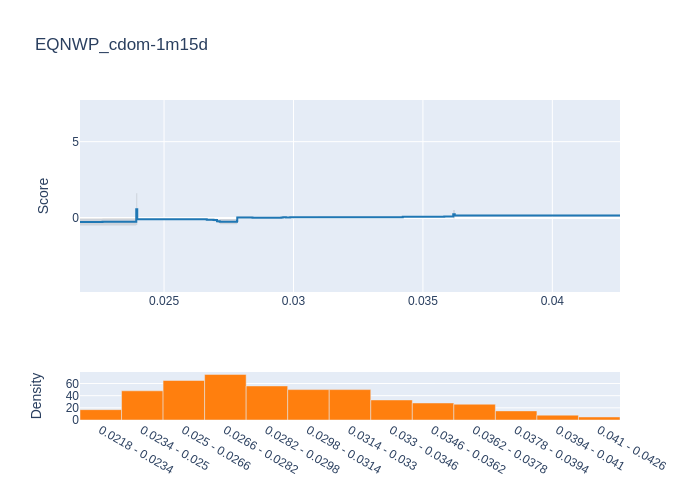 EQNWP_cdom-1m15d
Score
5
0
0.025
0.03
0.035
0.04
Density
60
40
20
0
0.0218 - 0.0234
0.0234 - 0.025
0.025 - 0.0266
0.0266 - 0.0282
0.0282 - 0.0298
0.0298 - 0.0314
0.0314 - 0.033
0.033 - 0.0346
0.0346 - 0.0362
0.0362 - 0.0378
0.0378 - 0.0394
0.0394 - 0.041
0.041 - 0.0426